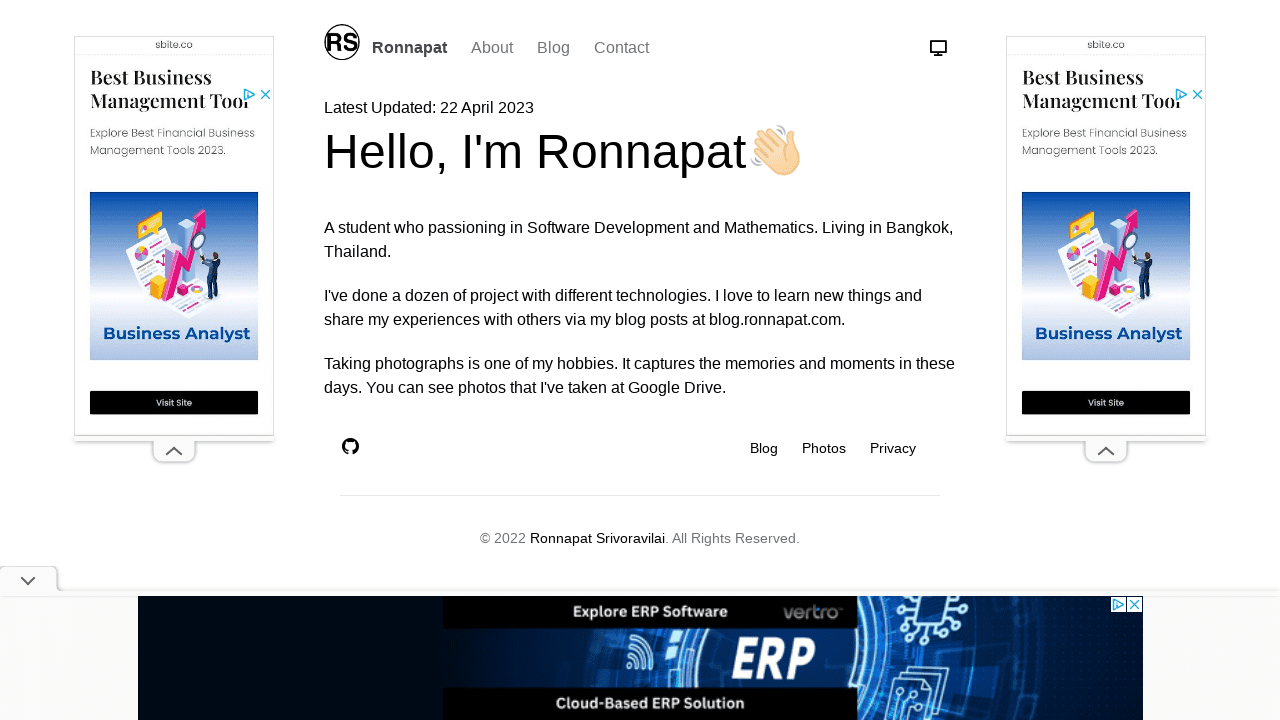 RS
Ronnapat
About
Blog
Contact
Latest Updated: 22 April 2023
Hello, I'm Ronnapat
A student who passioning in Software Development and Mathematics. Living in Bangkok,
Thailand.
I've done a dozen of project with different technologies. I love to learn new things and
share my experiences with others via my blog posts at blog.ronnapat.com.
Taking photographs is one of my hobbies. It captures the memories and moments in these
days. You can see photos that I've taken at Google Drive.
Blog
Photos
Privacy
© 2022 Ronnapat Srivoravilai. All Rights Reserved.
sbite.co
Best Business
Management Tool
Explore Best Financial Business
Management Tools 2023.
Business Analyst
Visit Site
sbite.co
Best Business
Management Tool
Explore Best Financial Business
Management Tools 2023.
Business Analyst
Visit Site
Explore ERP Software
vertro
ERP
Cloud-Based ERP Solution